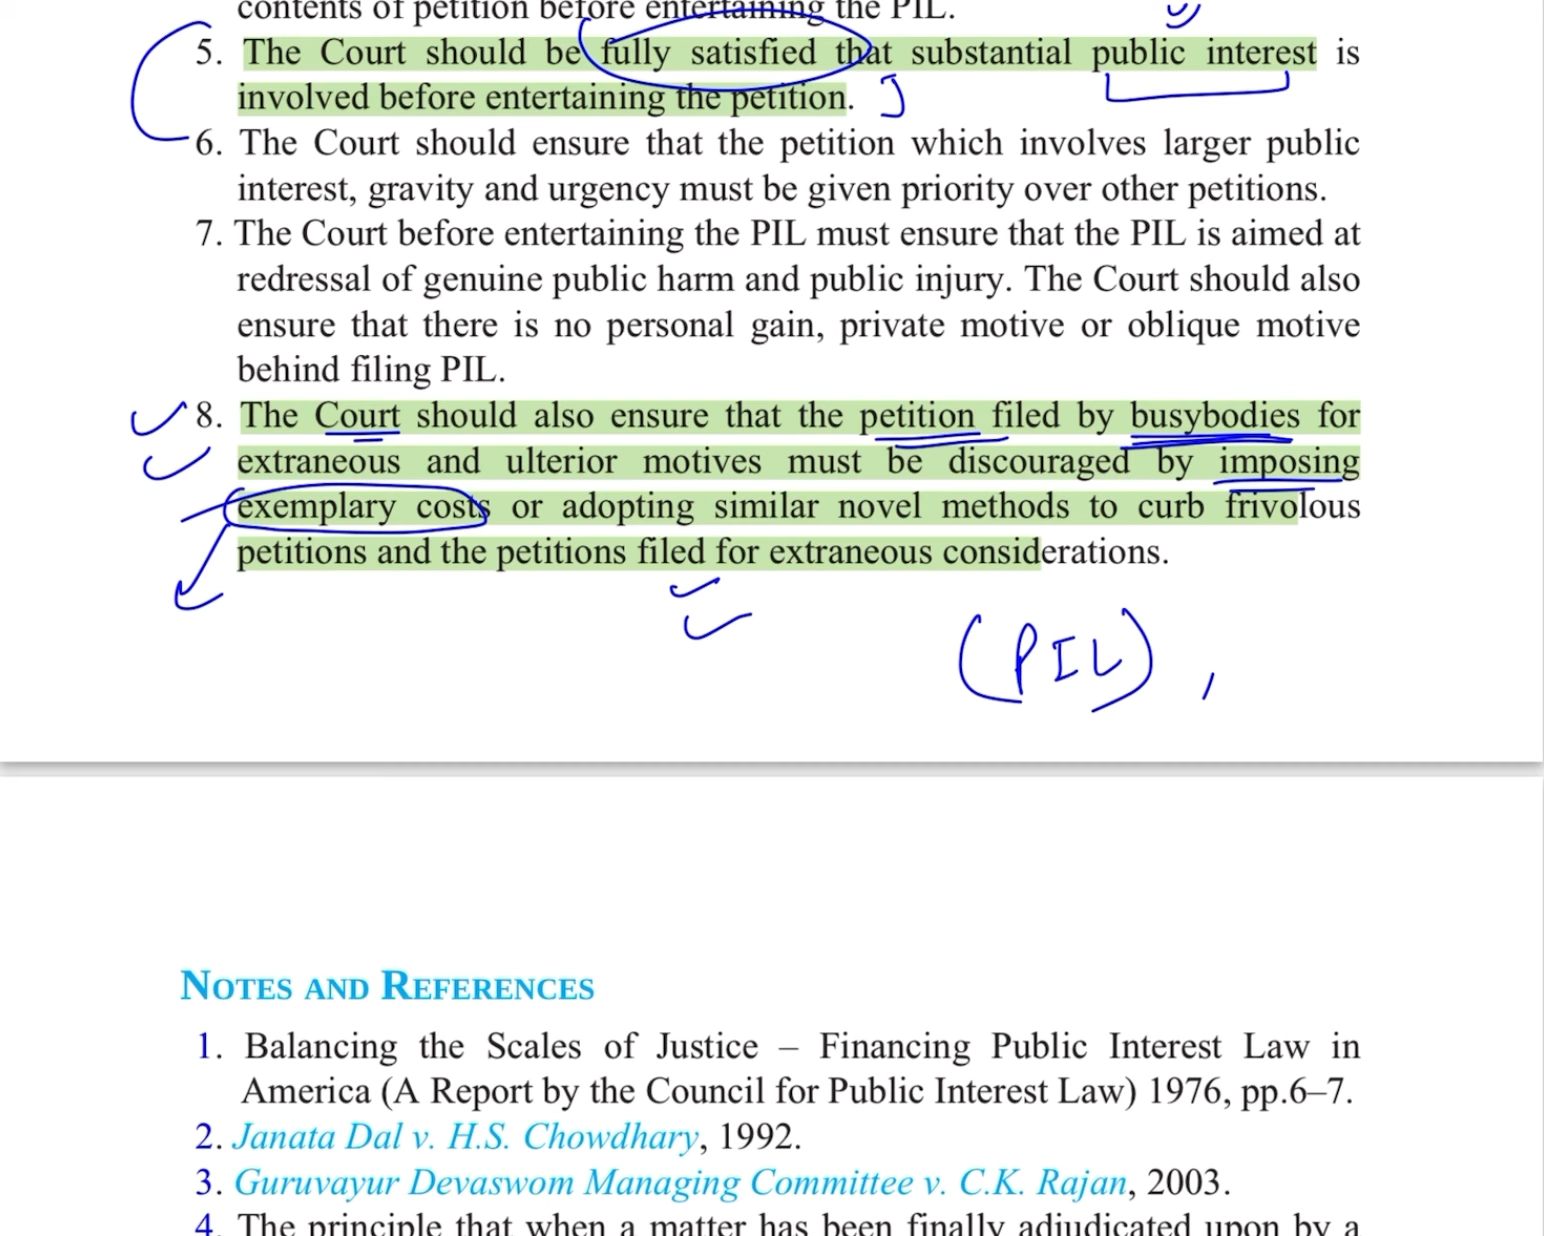 contents of petition before entertaining the PIL.
5. The Court should be fully satisfied that substantial public interest is
involved before entertaining the petition.
6. The Court should ensure that the petition which involves larger public
interest, gravity and urgency must be given priority over other petitions.
7. The Court before entertaining the PIL must ensure that the PIL is aimed at
redressal of genuine public harm and public injury. The Court should also
ensure that there is no personal gain, private motive or oblique motive
behind filing PIL.
8. The Court should also ensure that the petition filed by busybodies for
extraneous and ulterior motives must be discouraged by imposing
exemplary costs or adopting similar novel methods to curb frivolous
petitions and the petitions filed for extraneous considerations.
(PIL),
NOTES AND REFERENCES
1. Balancing the Scales of Justice – Financing Public Interest Law in
America (A Report by the Council for Public Interest Law) 1976, pp.6–7.
2. Janata Dal v. H.S. Chowdhary, 1992.
3. Guruvayur Devaswom Managing Committee v. C.K. Rajan, 2003.
4. The principle that when a matter has been finally adjudicated upon by a